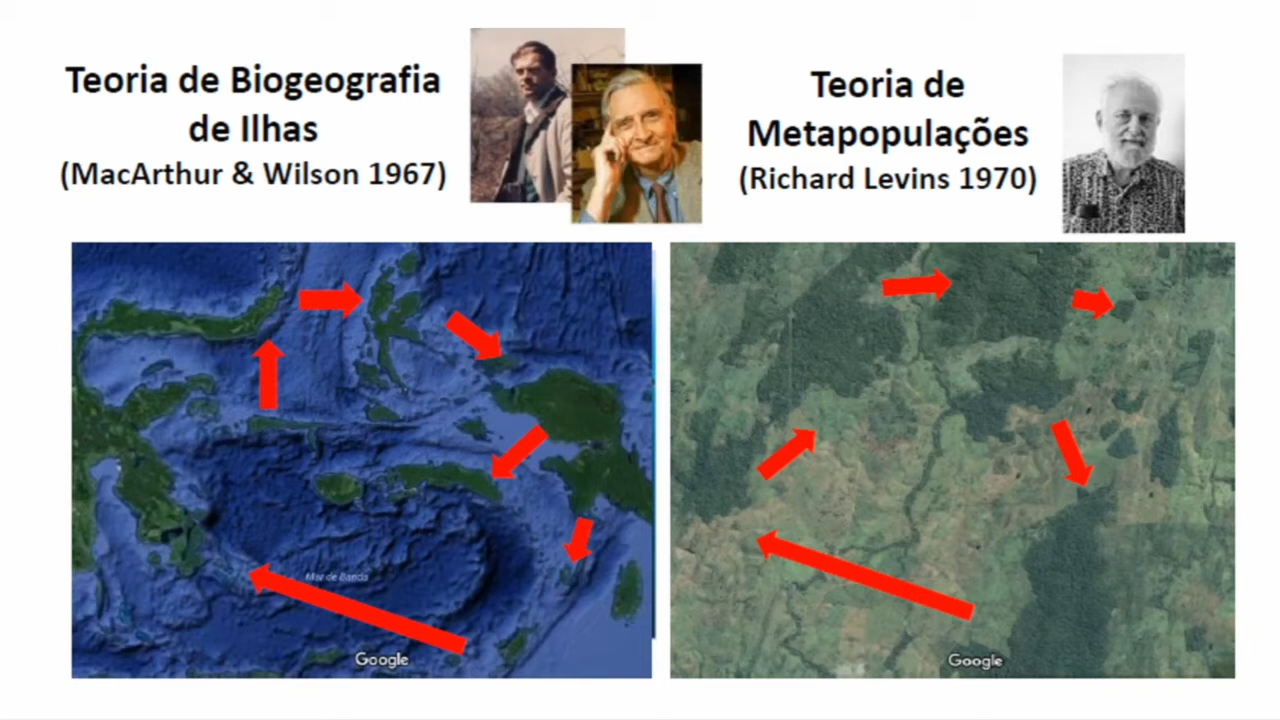 Teoria de Biogeografia
de Ilhas
(MacArthur & Wilson 1967)
Teoria de
Metapopulações
(Richard Levins 1970)
Mar de Banda
Google
Google